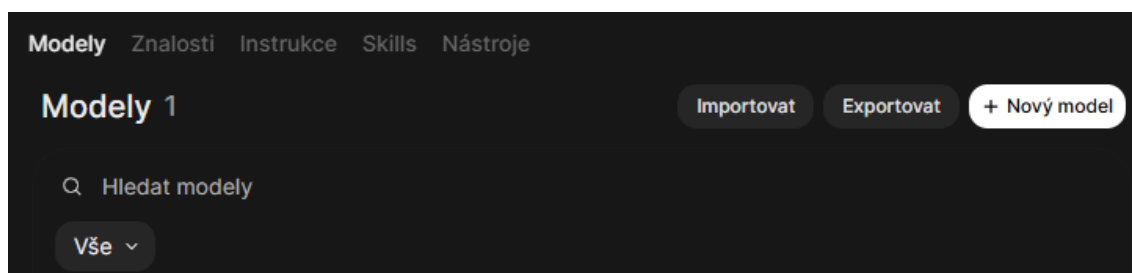 Modely Znalosti Instrukce Skills Nástroje
Modely 1 Importovat Exportovat + Nový model
Hledat modely
Vše